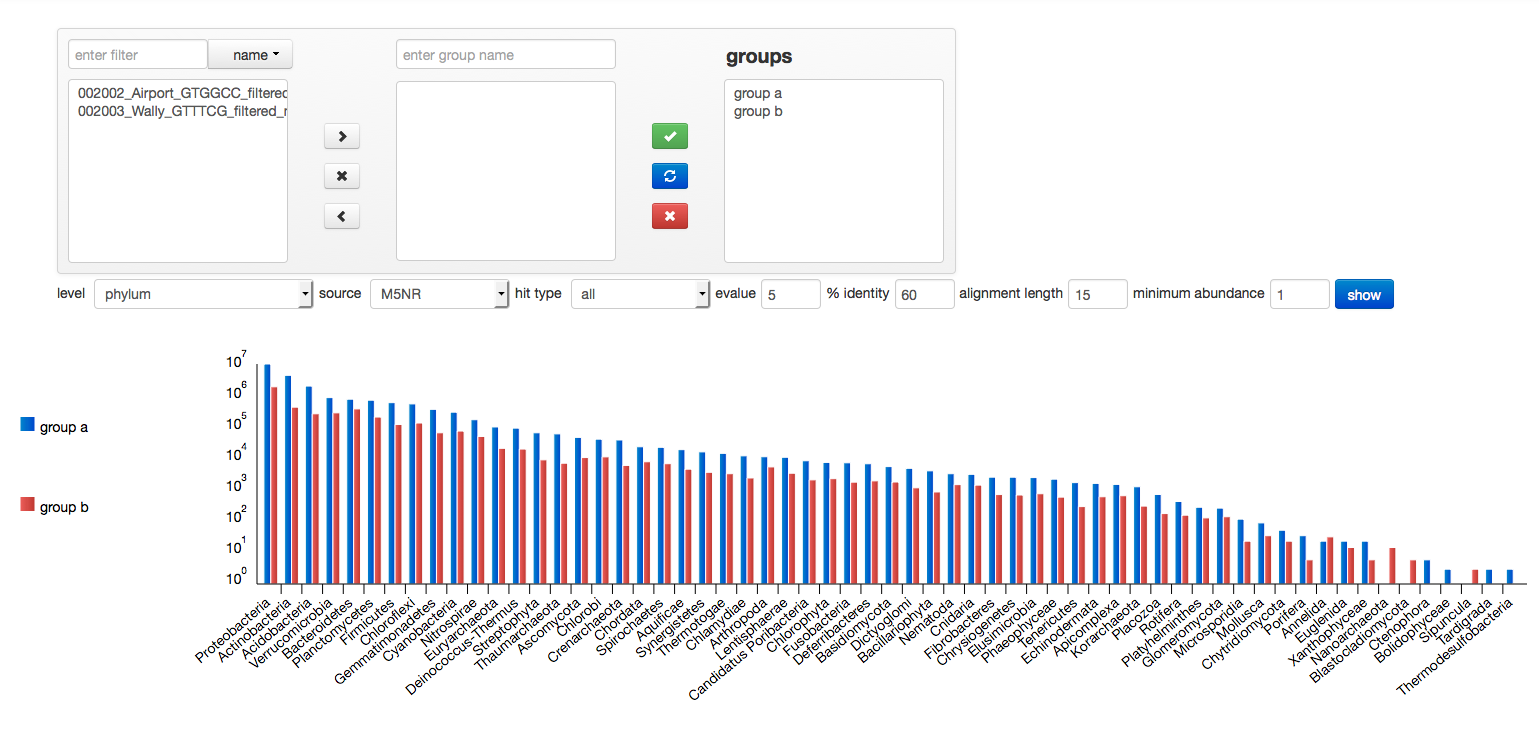 enter filter
name
enter group name
groups
002002_Airport_GTGGCC_filtered
002003_Wally_GTTTCG_filtered_r
group a
group b
level
phylum
source
M5NR
hit type
all
evalue
5
% identity
60
alignment length
15
minimum abundance
1
show
10^7
10^6
10^5
10^4
10^3
10^2
10^1
10^0
group a
group b
Proteobacteria
Actinobacteria
Acidobacteria
Verrucomicrobia
Bacteroidetes
Planctomycetes
Firmicutes
Chloroflexi
Gemmatimonadetes
Cyanobacteria
Nitrospirae
Euryarchaeota
Deinococcus-Thermus
Streptophyta
Thaumarchaeota
Ascomycota
Chlorobi
Crenarchaeota
Chordata
Spirochaetes
Aquificae
Synergistetes
Thermotogae
Chlamydiae
Arthropoda
Lentisphaerae
Candidatus Poribacteria
Chlorophyta
Fusobacteria
Deferribacteres
Basidiomycota
Dictyoglomi
Bacillariophyta
Nematoda
Cnidaria
Fibrobacteres
Chrysiogenetes
Elusimicrobia
Phaeophyceae
Tenericutes
Echinodermata
Apicomplexa
Korarchaeota
Placozoa
Rotifera
Platyhelminthes
Glomeromycota
Microsporidia
Mollusca
Chytridiomycota
Porifera
Annelida
Euglenida
Xanthophyceae
Nanoarchaeota
Blastocladiomycota
Ctenophora
Bolidophyceae
Sipuncula
Tardigrada
Thermodesulfobacteria